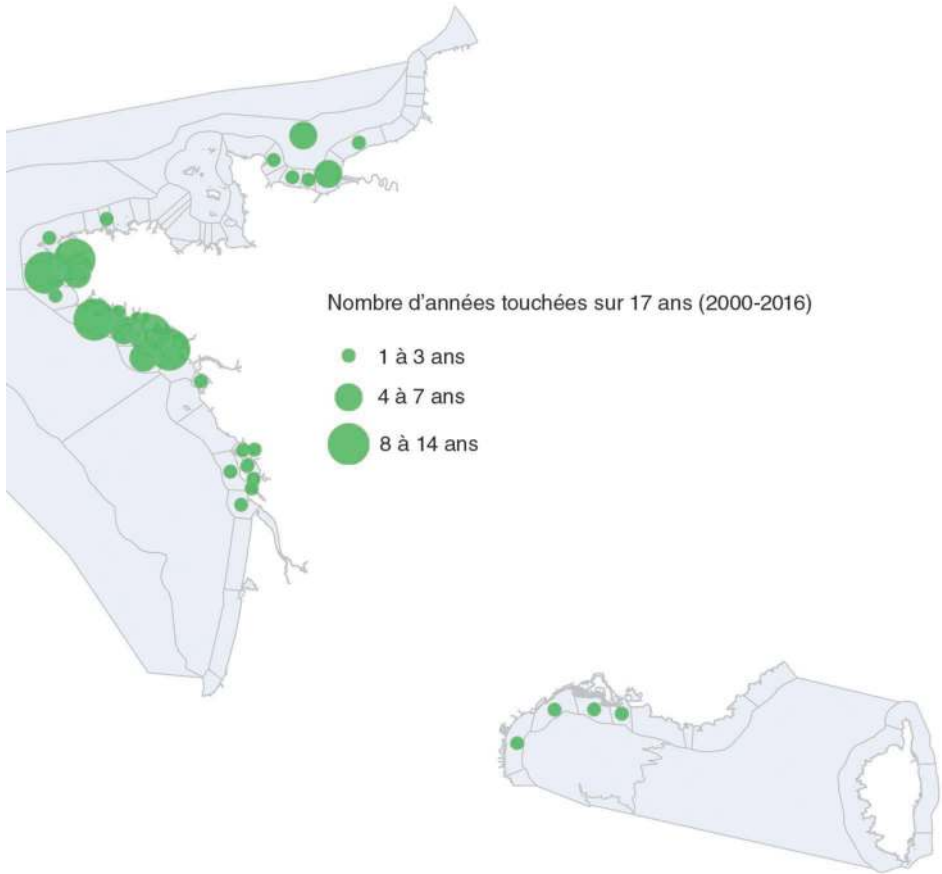 Nombre d'années touchées sur 17 ans (2000-2016)
1 à 3 ans
4 à 7 ans
8 à 14 ans